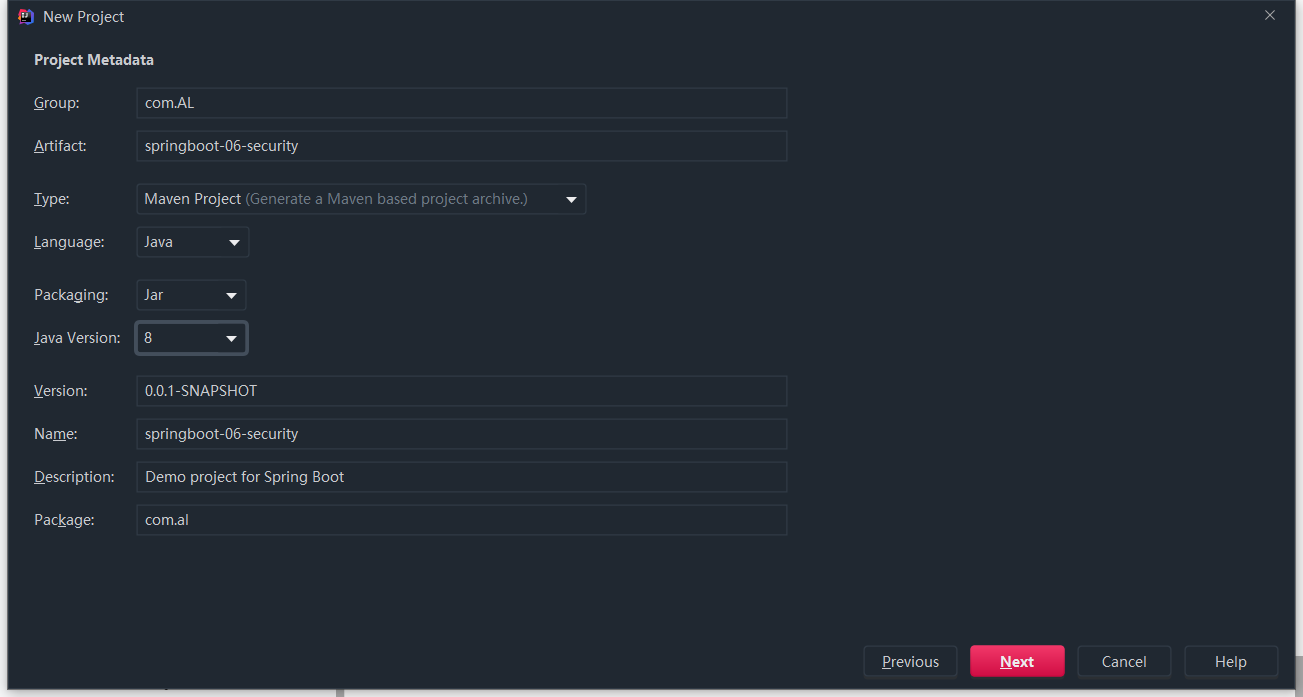 New Project
Project Metadata
Group: com.AL
Artifact: springboot-06-security
Type: Maven Project (Generate a Maven based project archive.)
Language: Java
Packaging: Jar
Java Version: 8
Version: 0.0.1-SNAPSHOT
Name: springboot-06-security
Description: Demo project for Spring Boot
Package: com.al
Previous Next Cancel Help